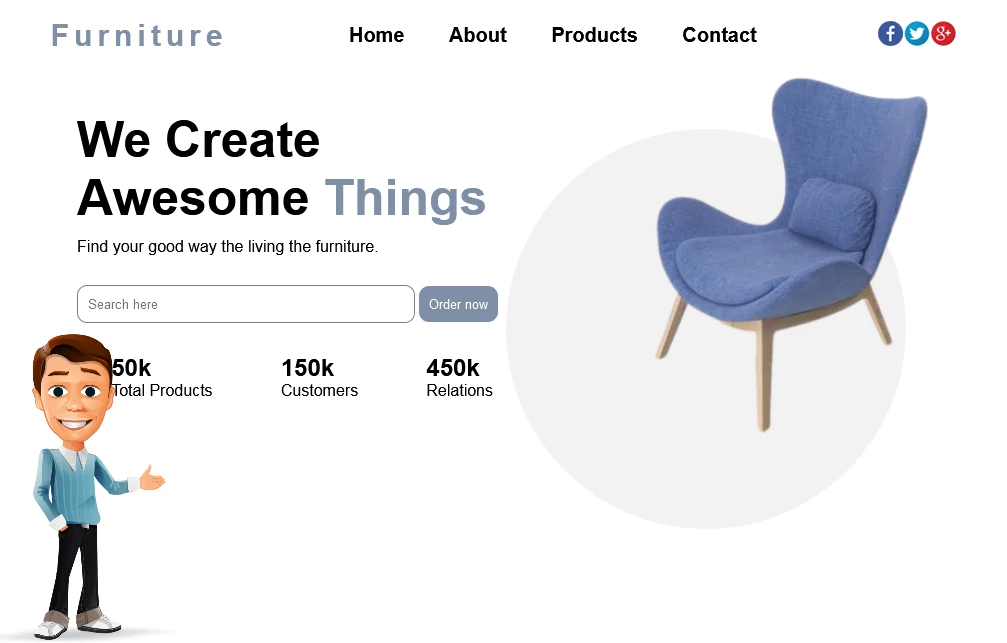 Furniture
Home About Products Contact
We Create
Awesome Things
Find your good way the living the furniture.
Search here Order now
50k 150k 450k
Total Products Customers Relations